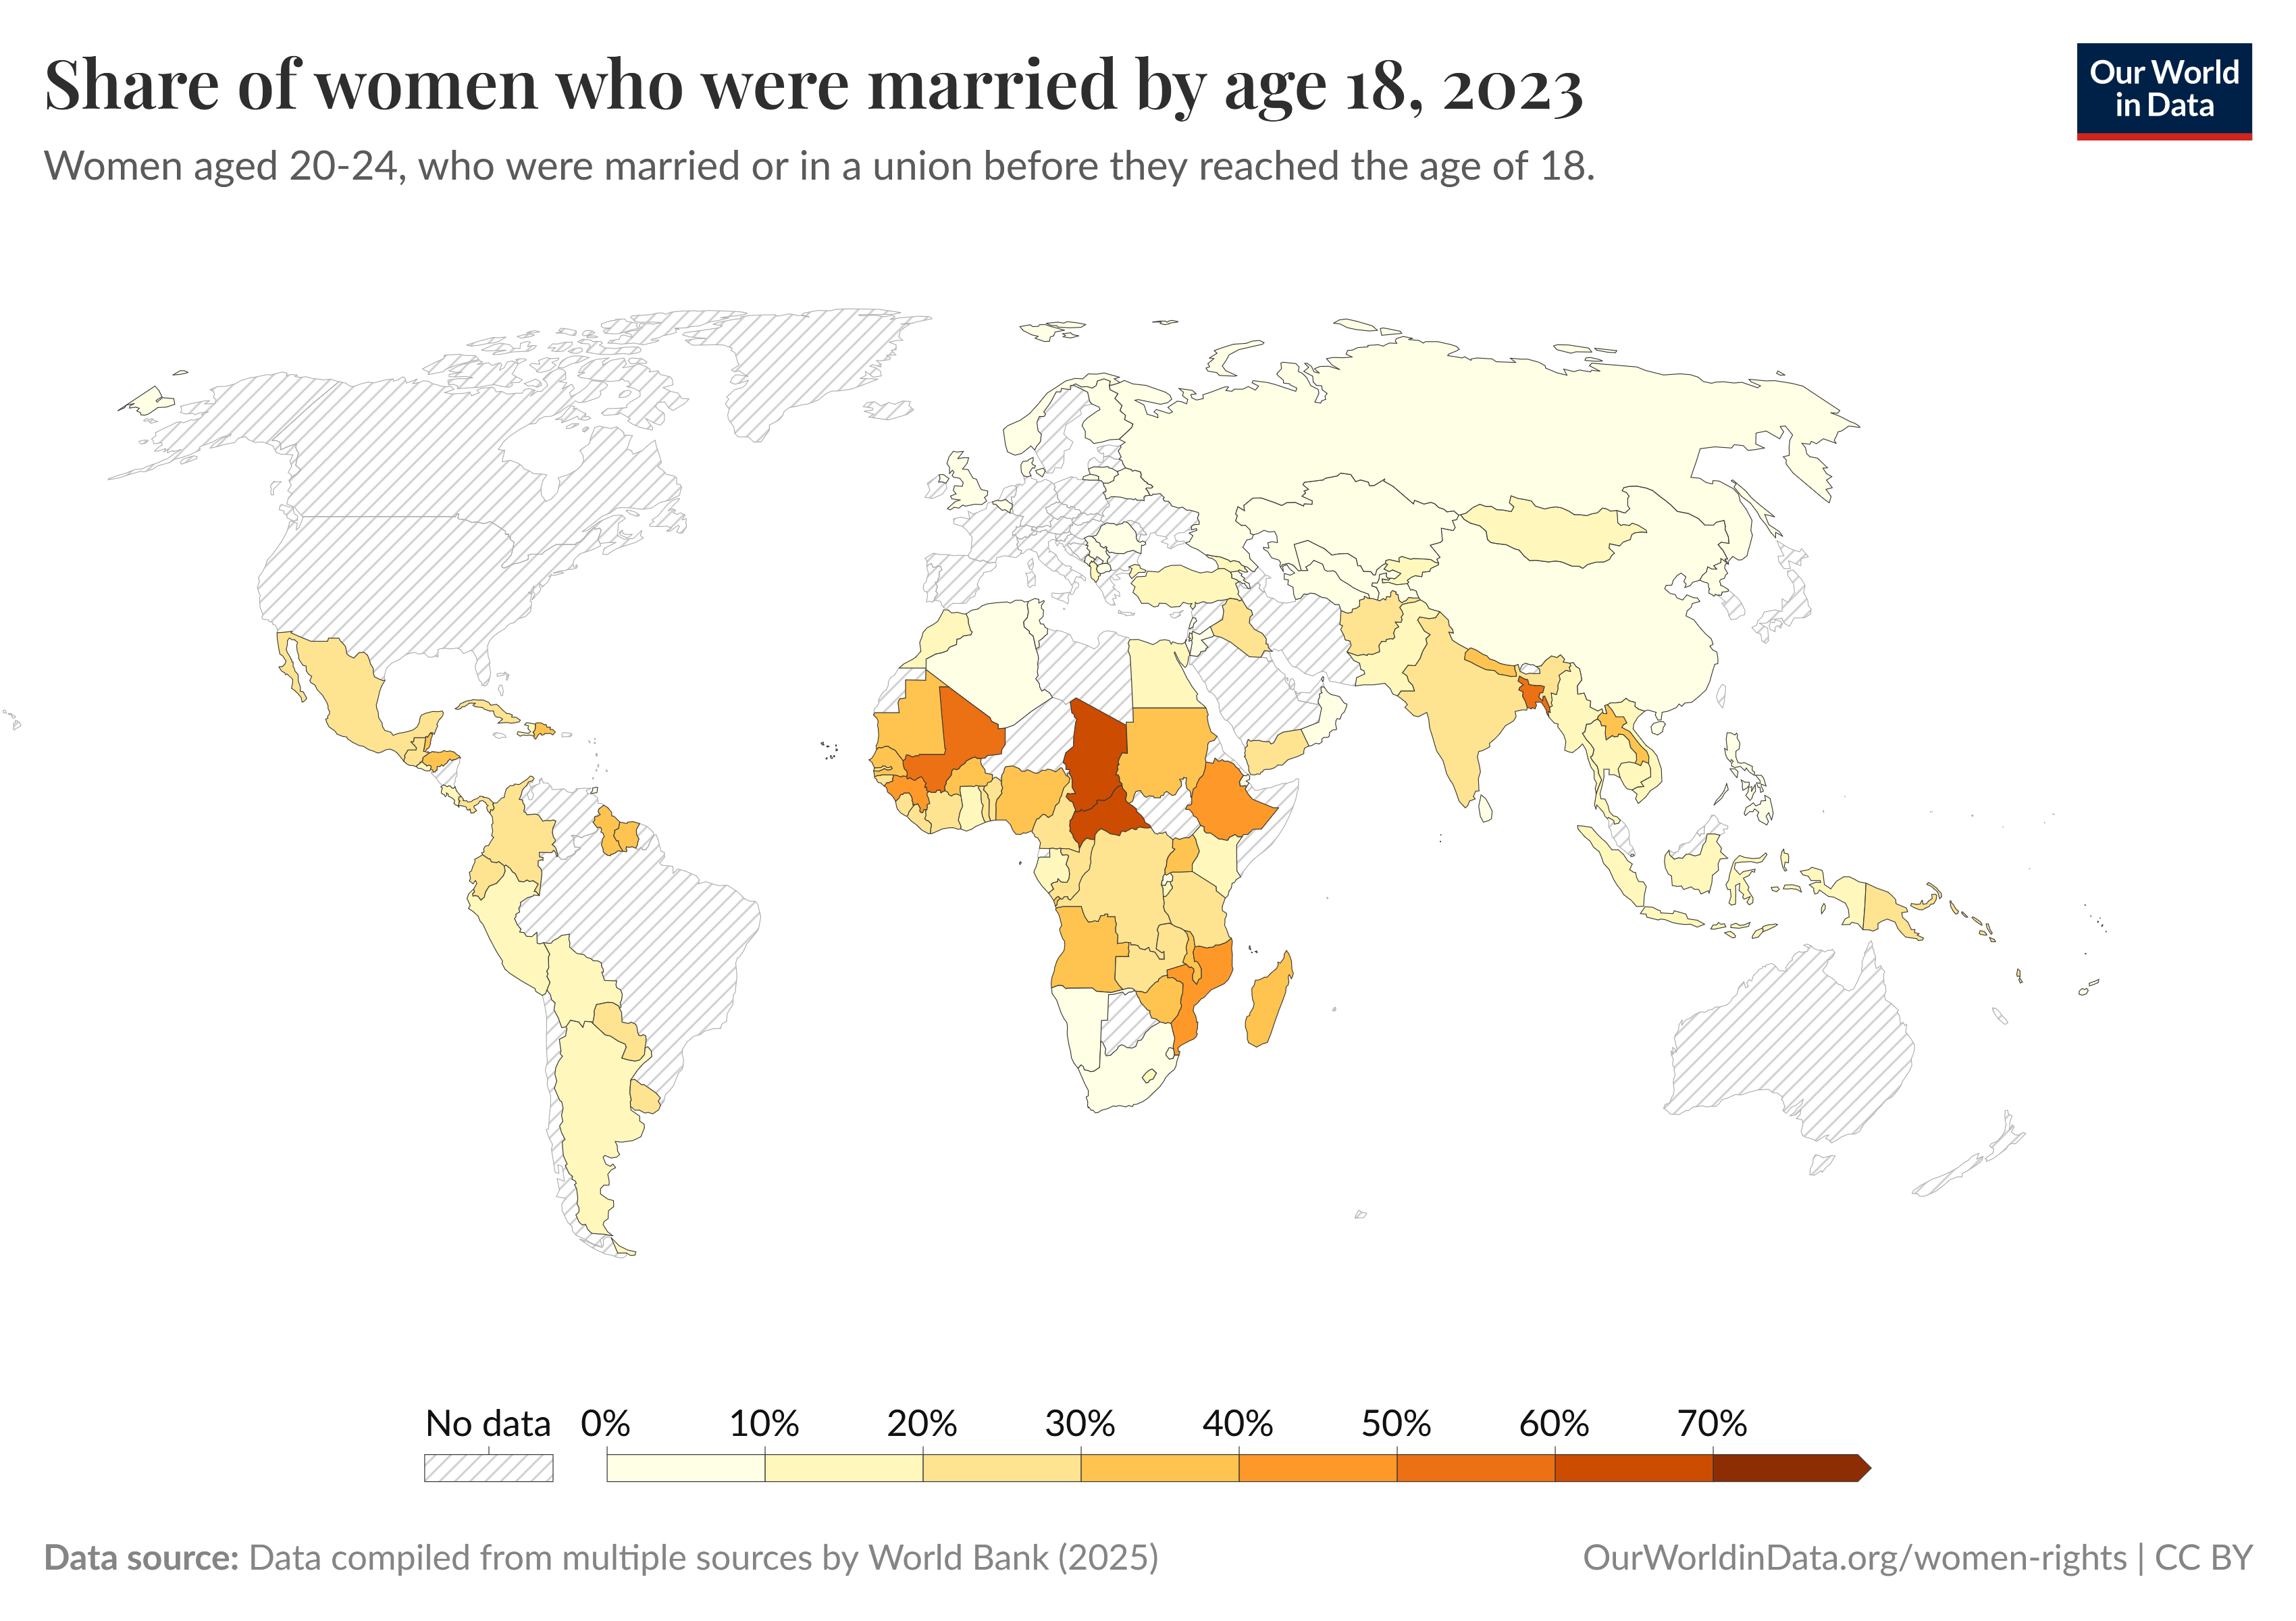 Share of women who were married by age 18, 2023
Our World
in Data
Women aged 20-24, who were married or in a union before they reached the age of 18.
No data 0% 10% 20% 30% 40% 50% 60% 70%
Data source: Data compiled from multiple sources by World Bank (2025)
OurWorldinData.org/women-rights | CC BY